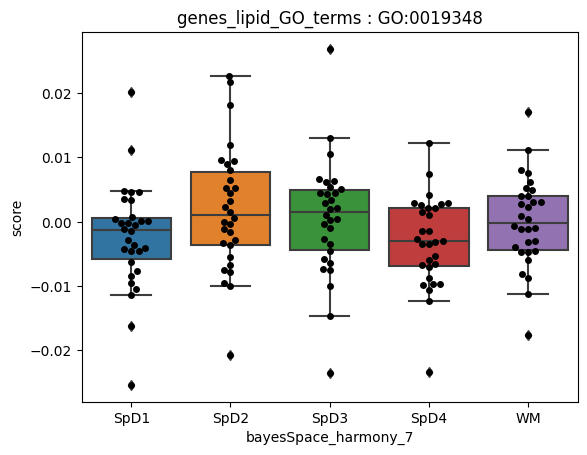 genes_lipid_GO_terms : GO:0019348
score
0.02
0.01
0.00
−0.01
−0.02
SpD1 SpD2 SpD3 SpD4 WM
bayesSpace_harmony_7